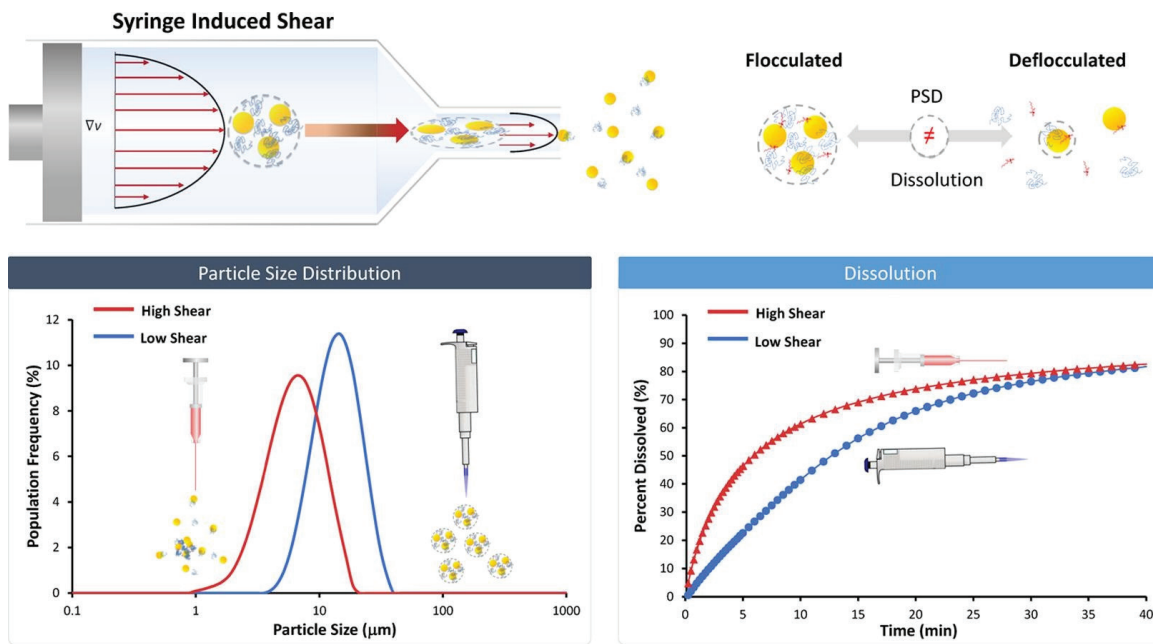 Syringe Induced Shear
∇v
Flocculated
Deflocculated
PSD
≠
Dissolution
Particle Size Distribution
High Shear
Low Shear
Population Frequency (%)
12
10
8
6
4
2
0
0.1
1
10
100
1000
Particle Size (μm)
Dissolution
High Shear
Low Shear
Percent Dissolved (%)
100
90
80
70
60
50
40
30
20
10
0
0
5
10
15
20
25
30
35
40
Time (min)